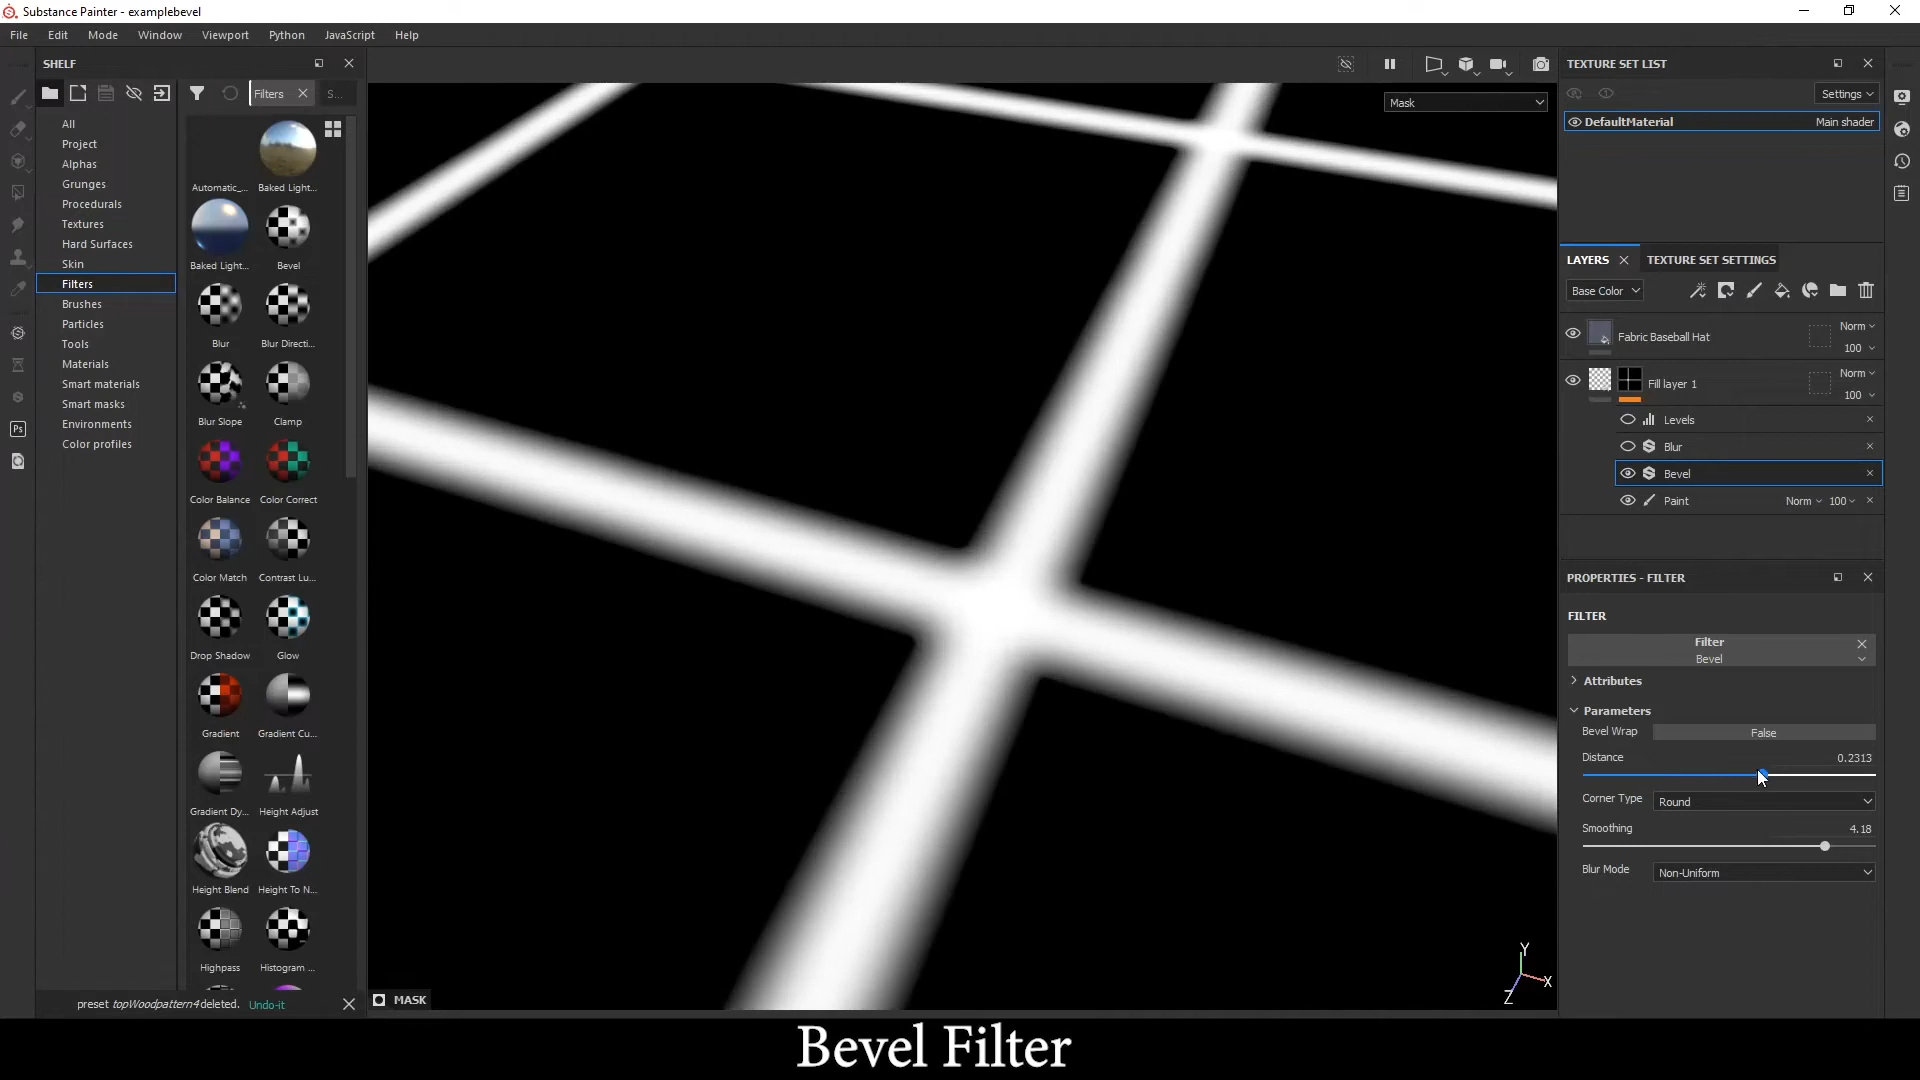 Substance Painter - examplebevel
File Edit Mode Window Viewport Python JavaScript Help
SHELF
Filters
S...
All
Project
Alphas
Grunges
Procedurals
Textures
Hard Surfaces
Skin
Filters
Brushes
Particles
Tools
Materials
Smart materials
Smart masks
Environments
Color profiles
Ps
Automatic_... Baked Light...
Baked Light... Bevel
Blur Blur Directi...
Blur Slope Clamp
Color Balance Color Correct
Color Match Contrast Lu...
Drop Shadow Glow
Gradient Gradient Cu...
Gradient Dy... Height Adjust
Height Blend Height To N...
Highpass Histogram ...
preset topWoodpattern4 deleted. Undo-it
Mask
MASK
Y
X
Z
TEXTURE SET LIST
Settings
DefaultMaterial Main shader
LAYERS TEXTURE SET SETTINGS
Base Color
Fabric Baseball Hat Norm
100
Fill layer 1 Norm
100
Levels
Blur
Bevel
Paint Norm 100
PROPERTIES - FILTER
FILTER
Filter
Bevel
Attributes
Parameters
Bevel Wrap False
Distance 0.2313
Corner Type Round
Smoothing 4.18
Blur Mode Non-Uniform
Bevel Filter